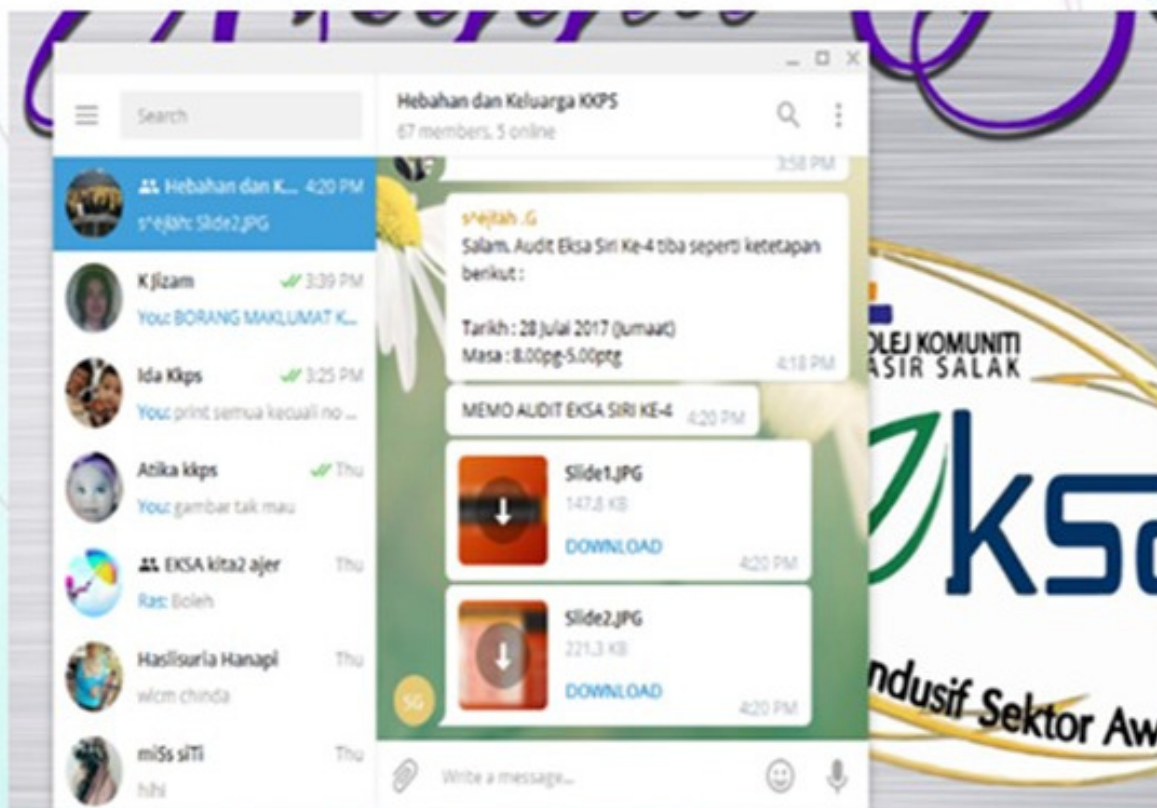 Search
Hebahan dan K... 4:20 PM
Slide2.JPG
K Jizam 3:39 PM
You: BORANG MAKLUMAT K...
Ida Kkps 3:25 PM
You: print semua kecuali no ...
Atika kkps Thu
You: gambar tak mau
EKSA kita2 ajer Thu
Ras: Boleh
Haslisuria Hanapi Thu
wlcm chinda
miSs siTi Thu
hihi
Hebahan dan Keluarga KKPS
67 members, 5 online
3:58 PM
Salam. Audit Eksa Siri Ke-4 tiba seperti ketetapan
berikut :
Tarikh : 28 Julai 2017 (Jumaat)
Masa : 8.00pg-5.00ptg
4:18 PM
MEMO AUDIT EKSA SIRI KE-4 4:20 PM
Slide1.JPG
147.8 KB
DOWNLOAD
4:20 PM
Slide2.JPG
221.3 KB
DOWNLOAD
4:20 PM
SG
Write a message...
OLEJ KOMUNITI
ASIR SALAK
ksa
ndusif Sektor Aw